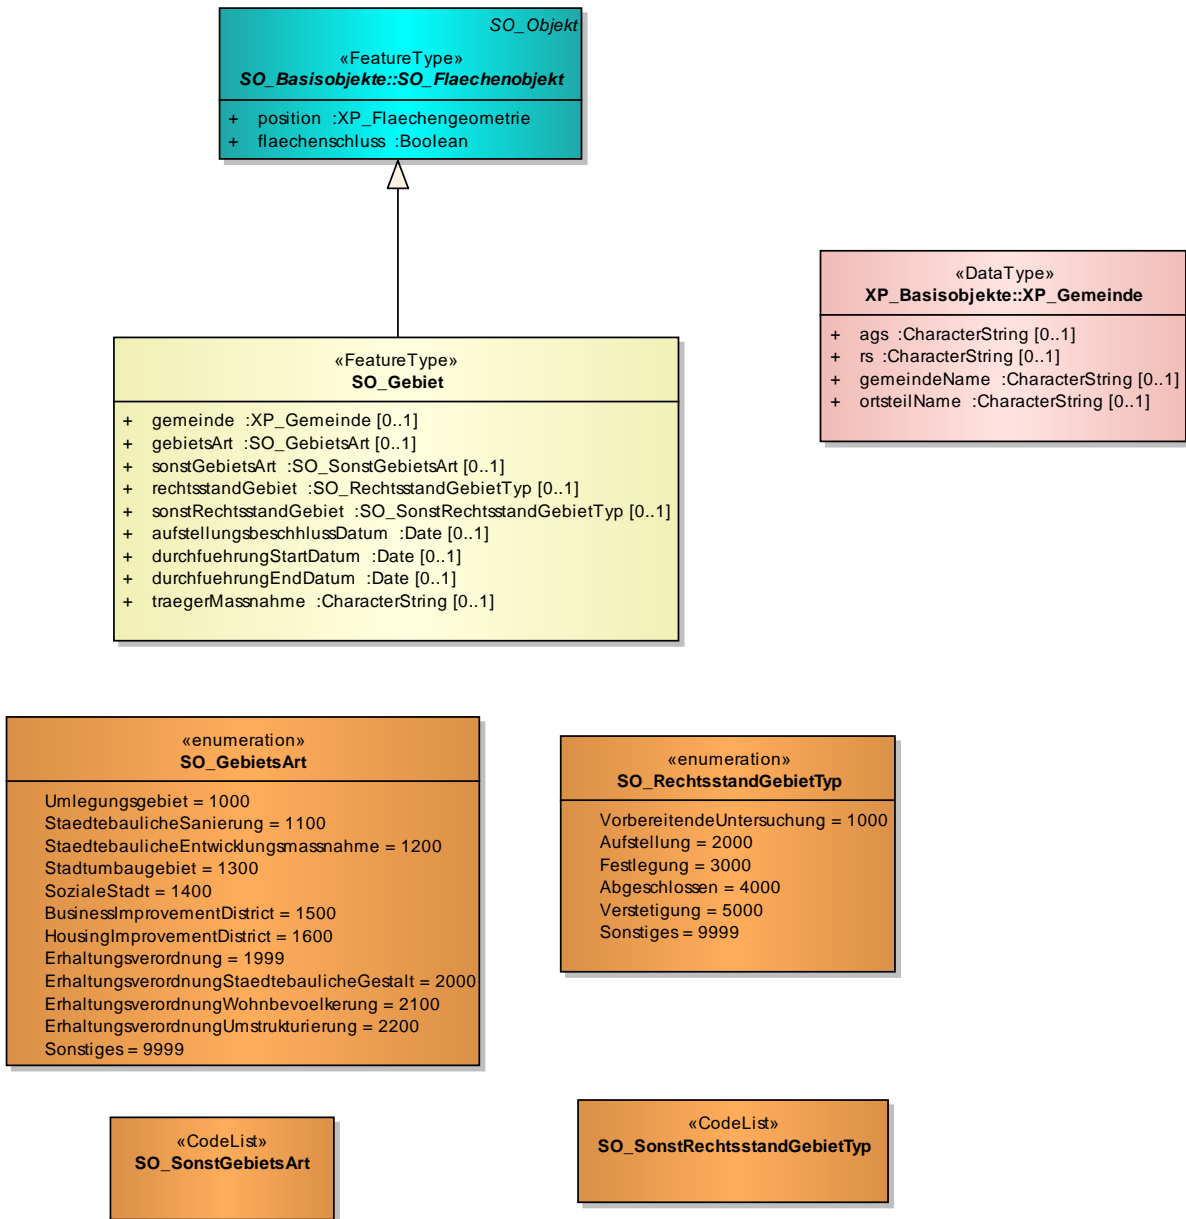 SO_Objekt
«FeatureType»
SO_Basisobjekte::SO_Flaechenobjekt
+ position :XP_Flaechengeometrie
+ flaechenschluss :Boolean
«DataType»
XP_Basisobjekte::XP_Gemeinde
+ ags :CharacterString [0..1]
+ rs :CharacterString [0..1]
+ gemeindeName :CharacterString [0..1]
+ ortsteilName :CharacterString [0..1]
«FeatureType»
SO_Gebiet
+ gemeinde :XP_Gemeinde [0..1]
+ gebietsArt :SO_GebietsArt [0..1]
+ sonstGebietsArt :SO_SonstGebietsArt [0..1]
+ rechtsstandGebiet :SO_RechtsstandGebietTyp [0..1]
+ sonstRechtsstandGebiet :SO_SonstRechtsstandGebietTyp [0..1]
+ aufstellungsbeschhlussDatum :Date [0..1]
+ durchfuehrungStartDatum :Date [0..1]
+ durchfuehrungEndDatum :Date [0..1]
+ traegerMassnahme :CharacterString [0..1]
«enumeration»
SO_GebietsArt
Umlegungsgebiet = 1000
StaedtebaulicheSanierung = 1100
StaedtebaulicheEntwicklungsmassnahme = 1200
Stadtumbaugebiet = 1300
SozialeStadt = 1400
BusinessImprovementDistrict = 1500
HousingImprovementDistrict = 1600
Erhaltungsverordnung = 1999
ErhaltungsverordnungStaedtebaulicheGestalt = 2000
ErhaltungsverordnungWohnbevoelkerung = 2100
ErhaltungsverordnungUmstrukturierung = 2200
Sonstiges = 9999
«enumeration»
SO_RechtsstandGebietTyp
VorbereitendeUntersuchung = 1000
Aufstellung = 2000
Festlegung = 3000
Abgeschlossen = 4000
Verstetigung = 5000
Sonstiges = 9999
«CodeList»
SO_SonstGebietsArt
«CodeList»
SO_SonstRechtsstandGebietTyp